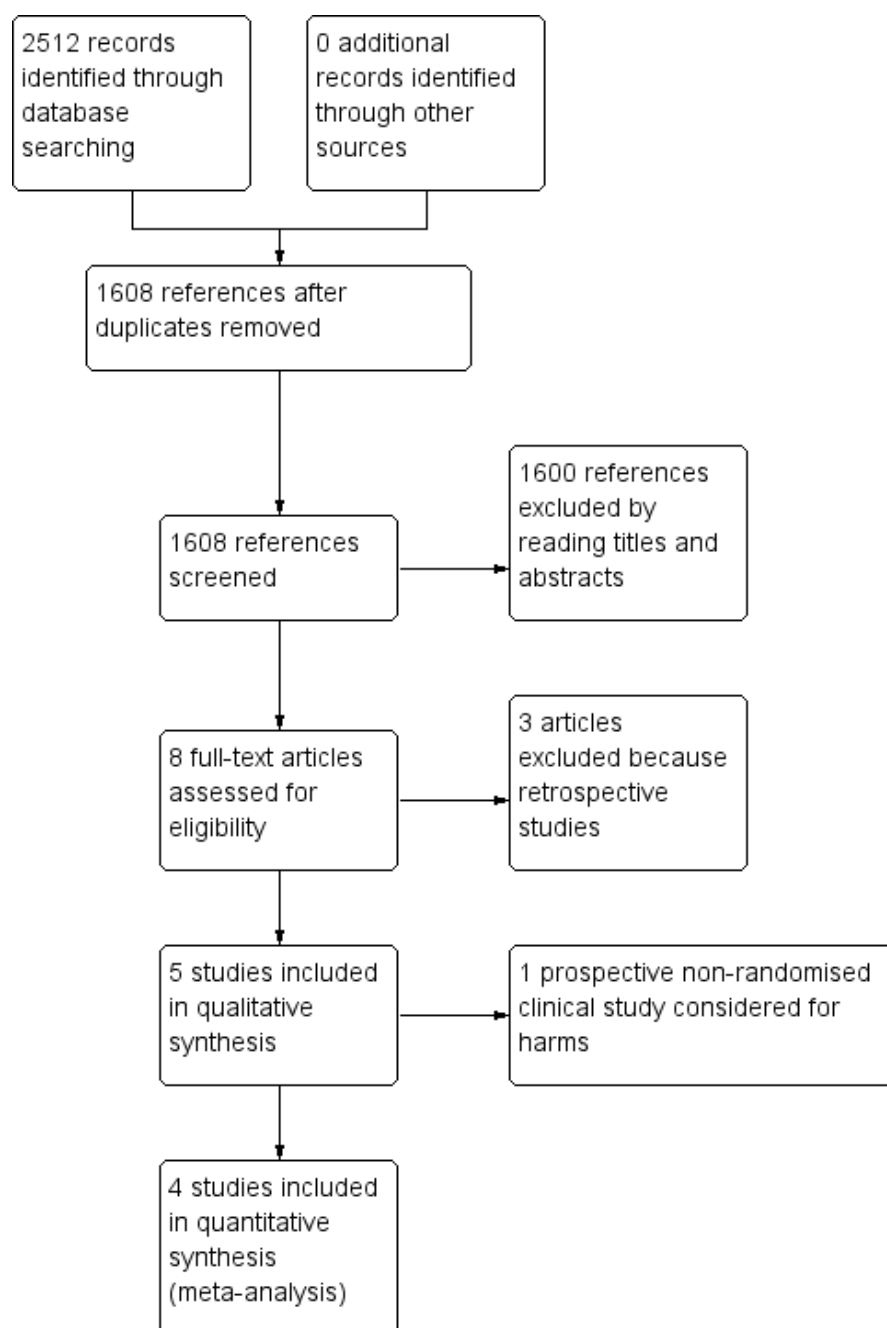 2512 records
identified through
database
searching
0 additional
records identified
through other
sources
1608 references after
duplicates removed
1608 references
screened
1600 references
excluded by
reading titles and
abstracts
8 full-text articles
assessed for
eligibility
3 articles
excluded because
retrospective
studies
5 studies included
in qualitative
synthesis
1 prospective non-randomised
clinical study considered for
harms
4 studies included
in quantitative
synthesis
(meta-analysis)